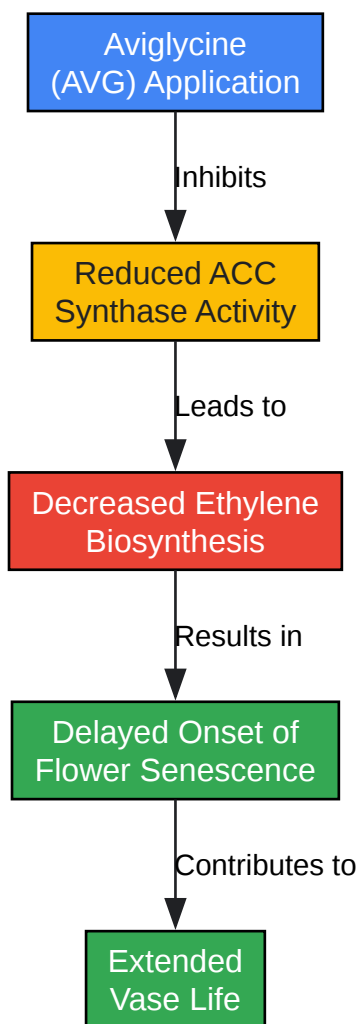 Aviglycine
(AVG) Application
Inhibits
Reduced ACC
Synthase Activity
Leads to
Decreased Ethylene
Biosynthesis
Results in
Delayed Onset of
Flower Senescence
Contributes to
Extended
Vase Life